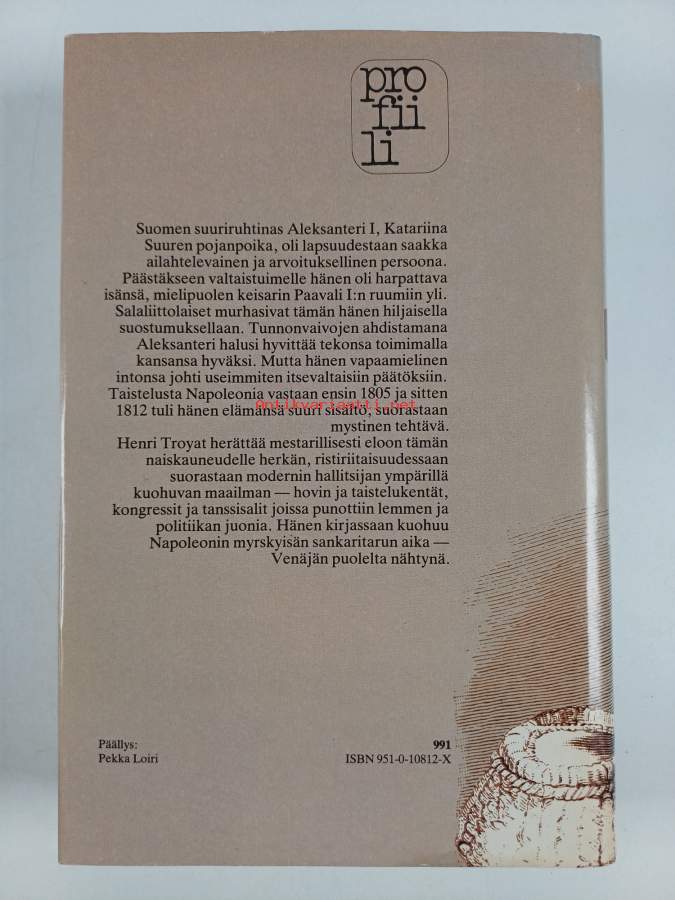 pro
fii
li
Suomen suuriruhtinas Aleksanteri I, Katariina
Suuren pojanpoika, oli lapsuudestaan saakka
ailahtelevainen ja arvoituksellinen persoona.
Päästäkseen valtaistuimelle hänen oli harpattava
isänsä, mielipuolen keisarin Paavali I:n ruumiin yli.
Salaliittolaiset murhasivat tämän hänen hiljaisella
suostumuksellaan. Tunnonvaivojen ahdistamana
Aleksanteri halusi hyvittää tekonsa toimimalla
kansansa hyväksi. Mutta hänen vapaamielinen
intonsa johti useimmiten itsevaltaisiin päätöksiin.
Taistelusta Napoleonia vastaan ensin 1805 ja sitten
Antikvariaatti.net
1812 tuli hänen elämänsä suuri sisältö, suorastaan
mystinen tehtävä.
Henri Troyat herättää mestarillisesti eloon tämän
naiskauneudelle herkän, ristiriitaisuudessaan
suorastaan modernin hallitsijan ympärillä
kuohuvan maailman — hovin ja taistelukentät,
kongressit ja tanssisalit joissa punottiin lemmen ja
politiikan juonia. Hänen kirjassaan kuohuu
Napoleonin myrskyisän sankaritarun aika —
Venäjän puolelta nähtynä.
Päällys:
Pekka Loiri
991
ISBN 951-0-10812-X